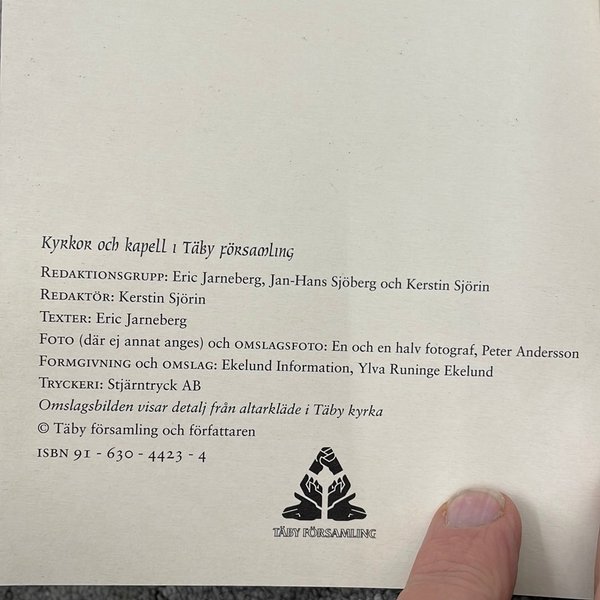 Kyrkor och kapell i Täby församling
Redaktionsgrupp: Eric Jarneberg, Jan-Hans Sjöberg och Kerstin Sjörin
Redaktör: Kerstin Sjörin
Texter: Eric Jarneberg
Foto (där ej annat anges) och omslagsfoto: En och en halv fotograf, Peter Andersson
Formgivning och omslag: Ekelund Information, Ylva Runinge Ekelund
Tryckeri: Stjärntryck AB
Omslagsbilden visar detalj från altarkläde i Täby kyrka
© Täby församling och författaren
ISBN 91 - 630 - 4423 - 4
TÄBY FÖRSAMLING